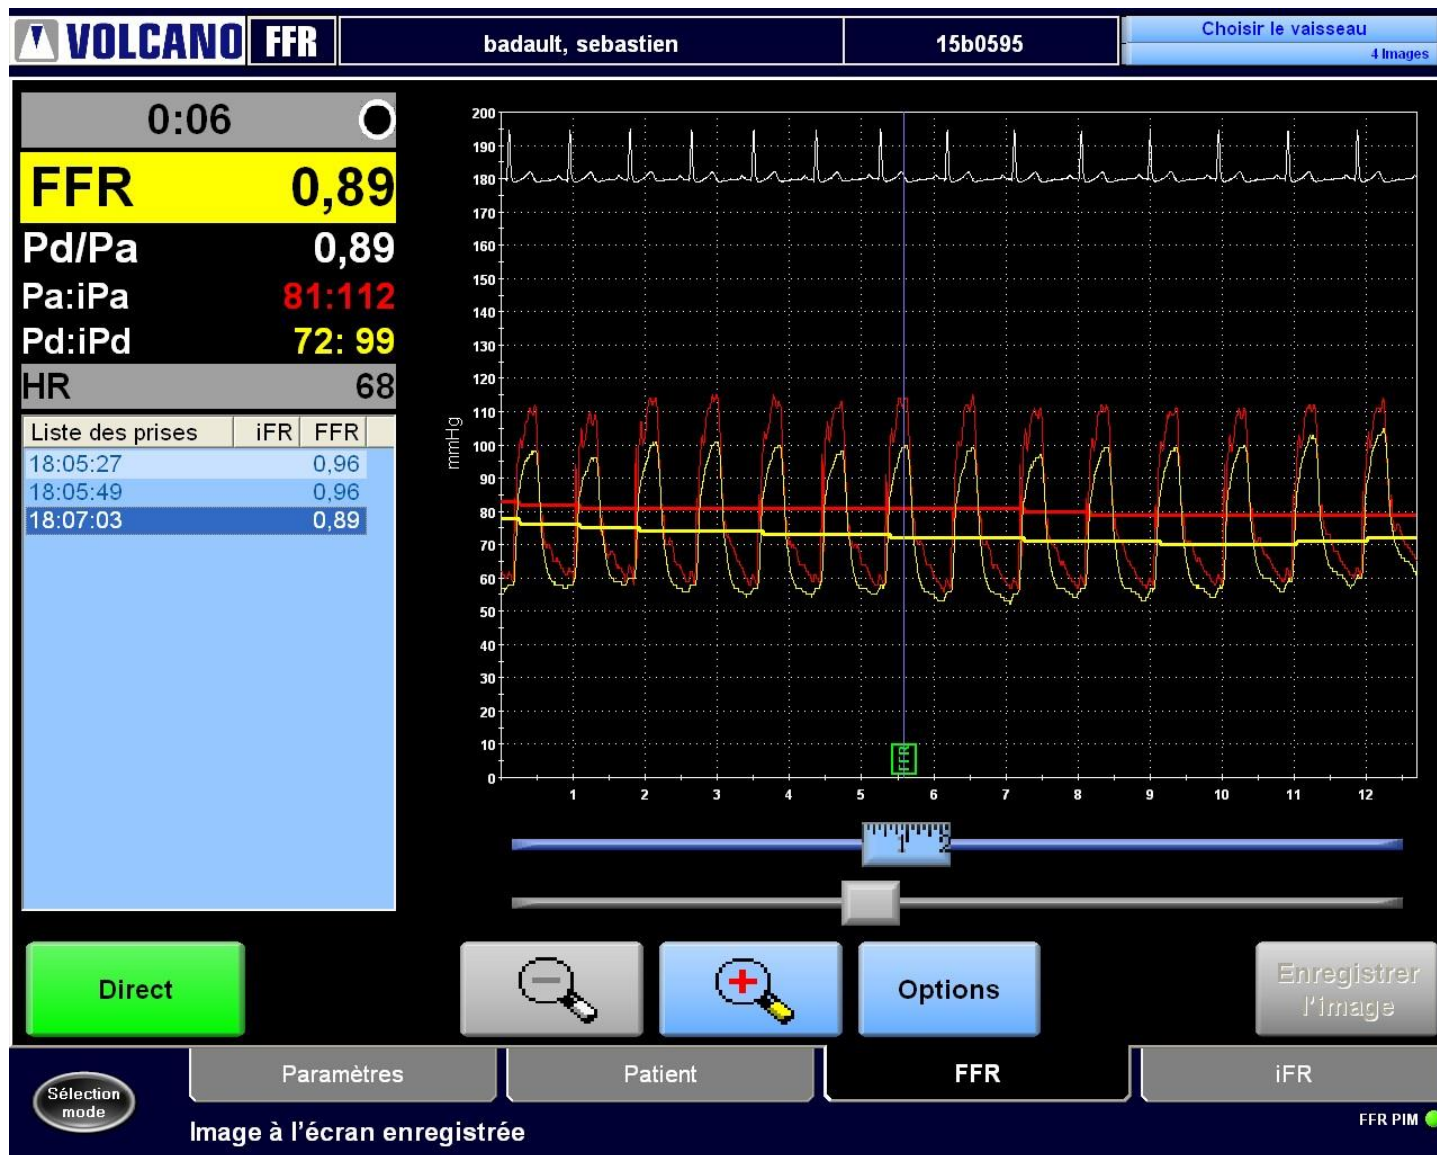 VOLCANO FFR badault, sebastien 15b0595 Choisir le vaisseau
4 Images
0:06
FFR 0,89
Pd/Pa 0,89
Pa:iPa 81:112
Pd:iPd 72: 99
HR 68
Liste des prises iFR FFR
18:05:27 0,96
18:05:49 0,96
18:07:03 0,89
200
190
180
170
160
150
140
130
120
110
100
90
80
70
60
50
40
30
20
10
0
mmHg
FFR
1 2 3 4 5 6 7 8 9 10 11 12
1 2
Direct
Options
Enregistrer
l'image
Sélection
mode
Paramètres Patient FFR iFR
Image à l'écran enregistrée
FFR PIM